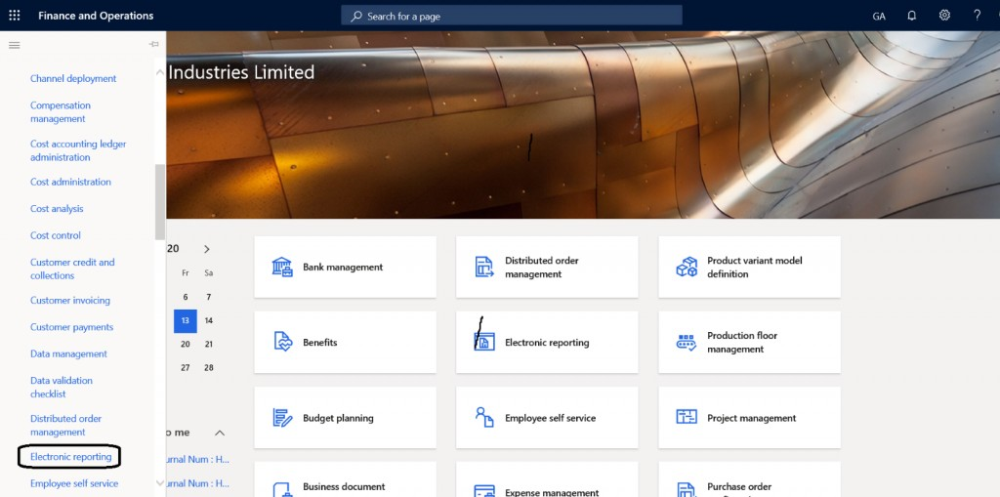 Finance and Operations
Search for a page
GA
?
Channel deployment
Compensation
management
Cost accounting ledger
administration
Cost administration
Cost analysis
Cost control
Customer credit and
collections
Customer invoicing
Customer payments
Data management
Data validation
checklist
Distributed order
management
Electronic reporting
Employee self service
Industries Limited
20
Fr Sa
6 7
13 14
20 21
27 28
o me
urnal Num : H...
urnal Num : H...
Bank management
Distributed order
management
Product variant model
definition
Benefits
Electronic reporting
Production floor
management
Budget planning
Employee self service
Project management
Business document
Expense management
Purchase order